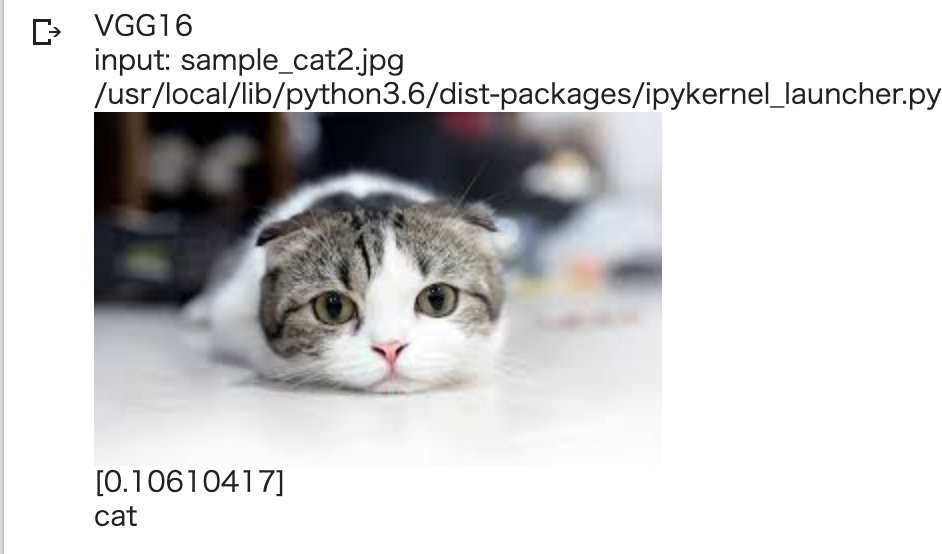 VGG16
input: sample_cat2.jpg
/usr/local/lib/python3.6/dist-packages/ipykernel_launcher.py
[0.10610417]
cat